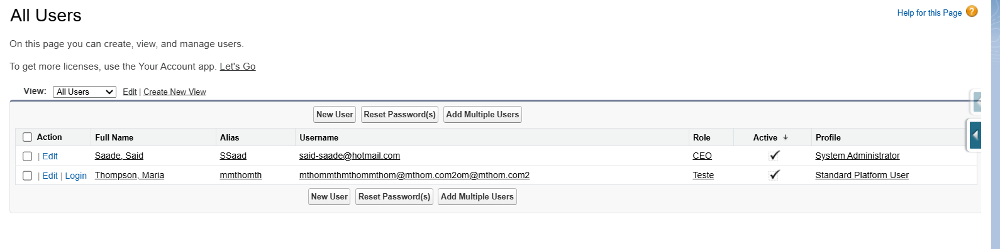 All Users
Help for this Page ?
On this page you can create, view, and manage users.
To get more licenses, use the Your Account app. Let's Go
View: All Users Edit | Create New View
New User Reset Password(s) Add Multiple Users
Action Full Name Alias Username Role Active Profile
| Edit Saade, Said SSaad said-saade@hotmail.com CEO System Administrator
| Edit | Login Thompson, Maria mmthomth mthommthmthommthom@mthom.com2om@mthom.com2 Teste Standard Platform User
New User Reset Password(s) Add Multiple Users